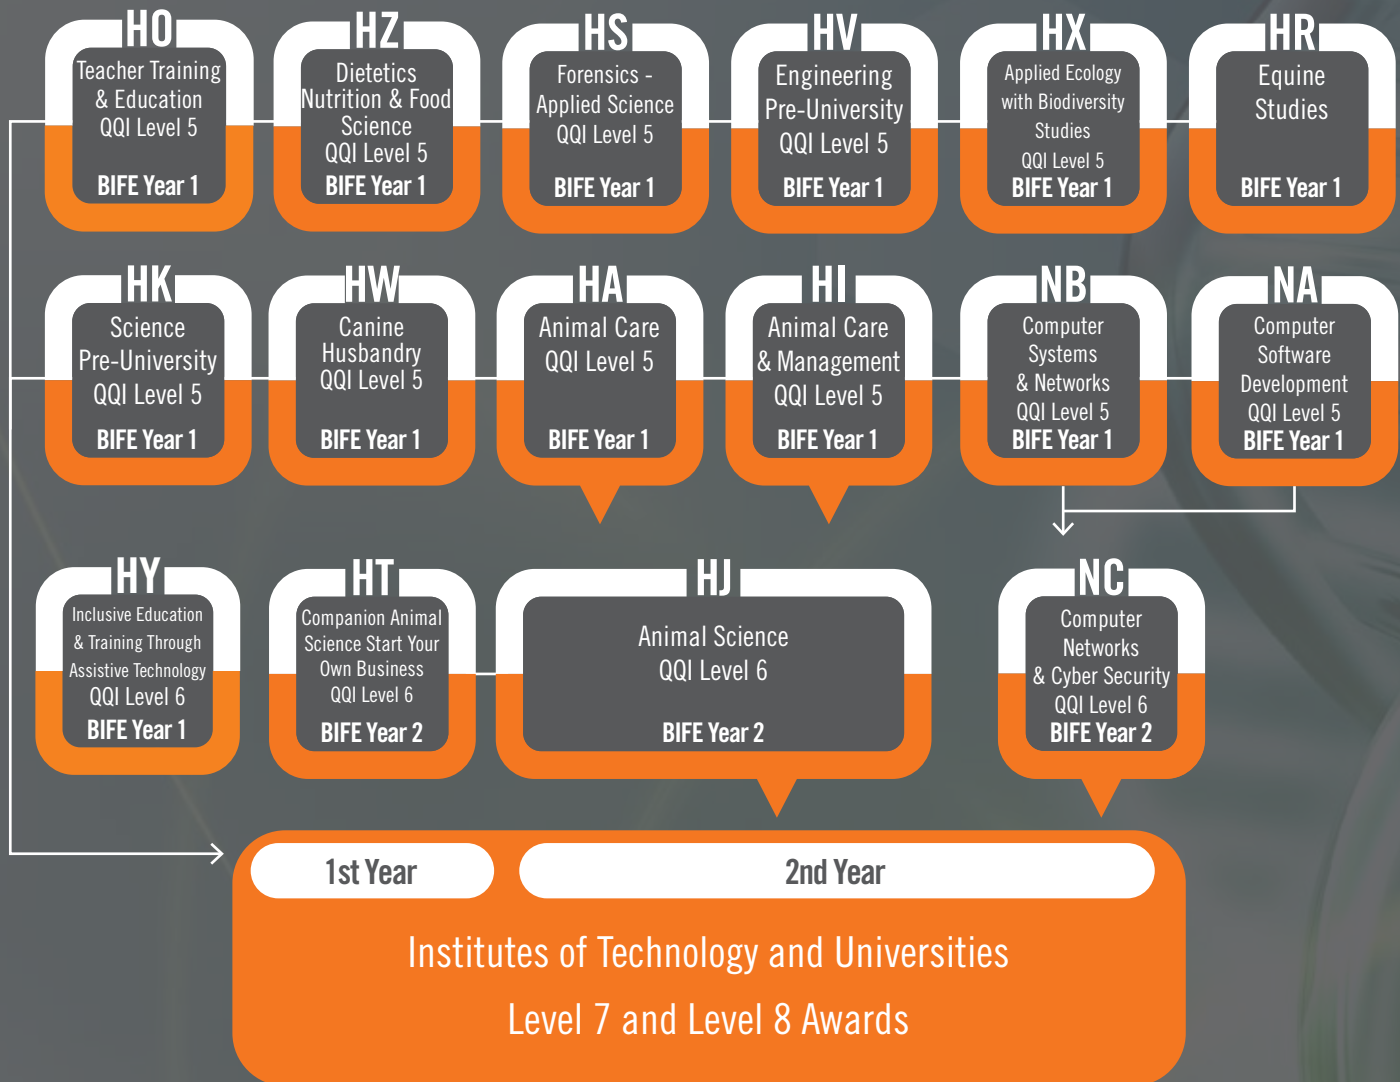 HO
Teacher Training
& Education
QQI Level 5
BIFE Year 1
HZ
Dietetics
Nutrition & Food
Science
QQI Level 5
BIFE Year 1
HS
Forensics -
Applied Science
QQI Level 5
BIFE Year 1
HV
Engineering
Pre-University
QQI Level 5
BIFE Year 1
HX
Applied Ecology
with Biodiversity
Studies
QQI Level 5
BIFE Year 1
HR
Equine
Studies
BIFE Year 1
HK
Science
Pre-University
QQI Level 5
BIFE Year 1
HW
Canine
Husbandry
QQI Level 5
BIFE Year 1
HA
Animal Care
QQI Level 5
BIFE Year 1
HI
Animal Care
& Management
QQI Level 5
BIFE Year 1
NB
Computer
Systems
& Networks
QQI Level 5
BIFE Year 1
NA
Computer
Software
Development
QQI Level 5
BIFE Year 1
HY
Inclusive Education
& Training Through
Assistive Technology
QQI Level 6
BIFE Year 1
HT
Companion Animal
Science Start Your
Own Business
QQI Level 6
BIFE Year 2
HJ
Animal Science
QQI Level 6
BIFE Year 2
NC
Computer
Networks
& Cyber Security
QQI Level 6
BIFE Year 2
1st Year
2nd Year
Institutes of Technology and Universities
Level 7 and Level 8 Awards